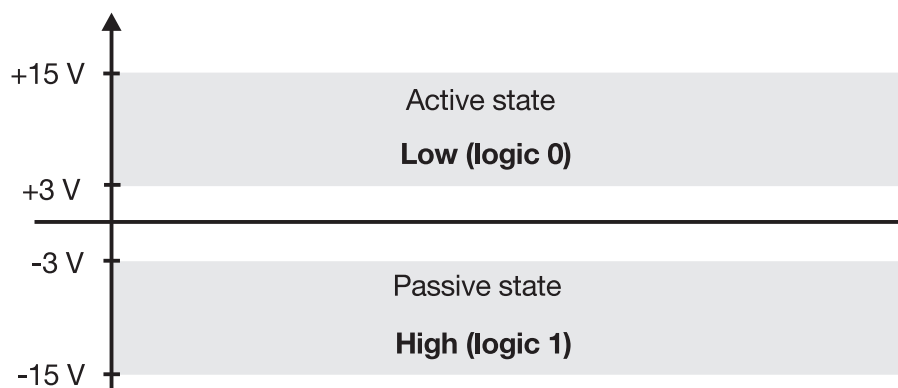 +15 V
Active state
Low (logic 0)
+3 V
-3 V
Passive state
High (logic 1)
-15 V